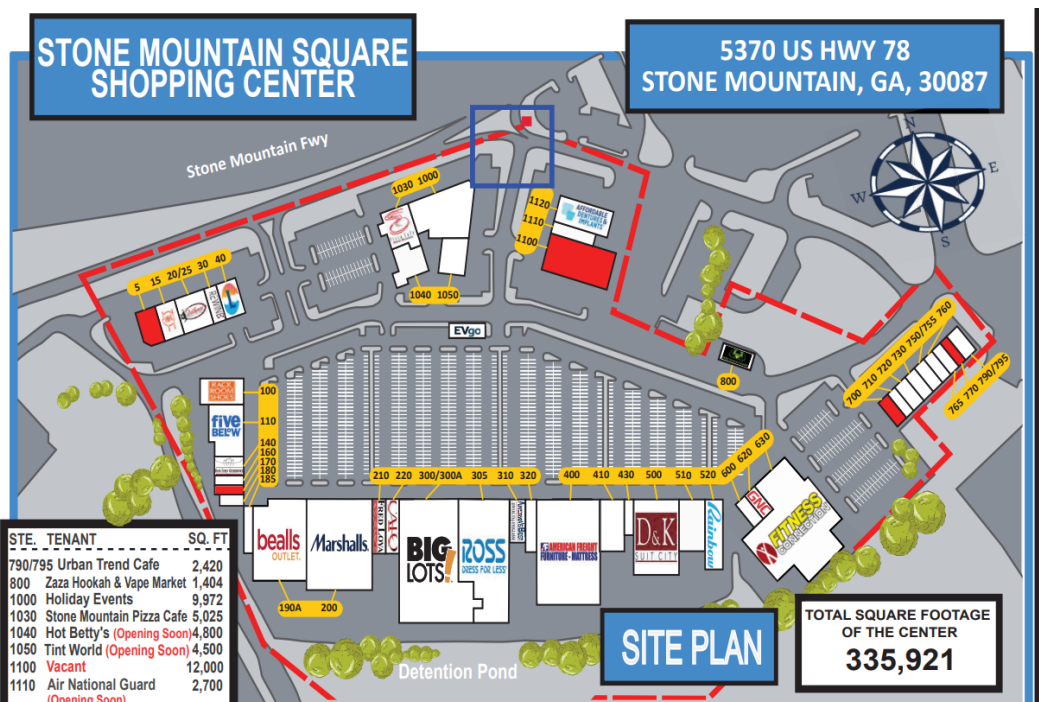 STONE MOUNTAIN SQUARE
SHOPPING CENTER
5370 US HWY 78
STONE MOUNTAIN, GA, 30087
Stone Mountain Fwy
N
E
W
S
1030 1000
1120
1110
1100
AFFORDABLE
DENTURES &
IMPLANTS
5 15 20/25 30 40
1040 1050
EVgo
800
700 710 720 730 750/755 760
765 770 790/795
RACK
ROOM
SHOES
100
five
BELOW
110
140
160
170
180
185
210 220 300/300A 305 310 320 400 410 430 500 510 520 600 620 630
bealls
OUTLET
Marshalls
FRED LOYA
BIG
LOTS!
ROSS
DRESS FOR LESS
AMERICAN FREIGHT
FURNITURE - MATTRESS
D&K
SUIT CITY
Rainbow
GNC
FITNESS
CONNECTION
190A 200
STE. TENANT SQ. FT
790/795 Urban Trend Cafe 2,420
800 Zaza Hookah & Vape Market 1,404
1000 Holiday Events 9,972
1030 Stone Mountain Pizza Cafe 5,025
1040 Hot Betty's (Opening Soon) 4,800
1050 Tint World (Opening Soon) 4,500
1100 Vacant 12,000
1110 Air National Guard 2,700
(Opening Soon)
Detention Pond
SITE PLAN
TOTAL SQUARE FOOTAGE
OF THE CENTER
335,921